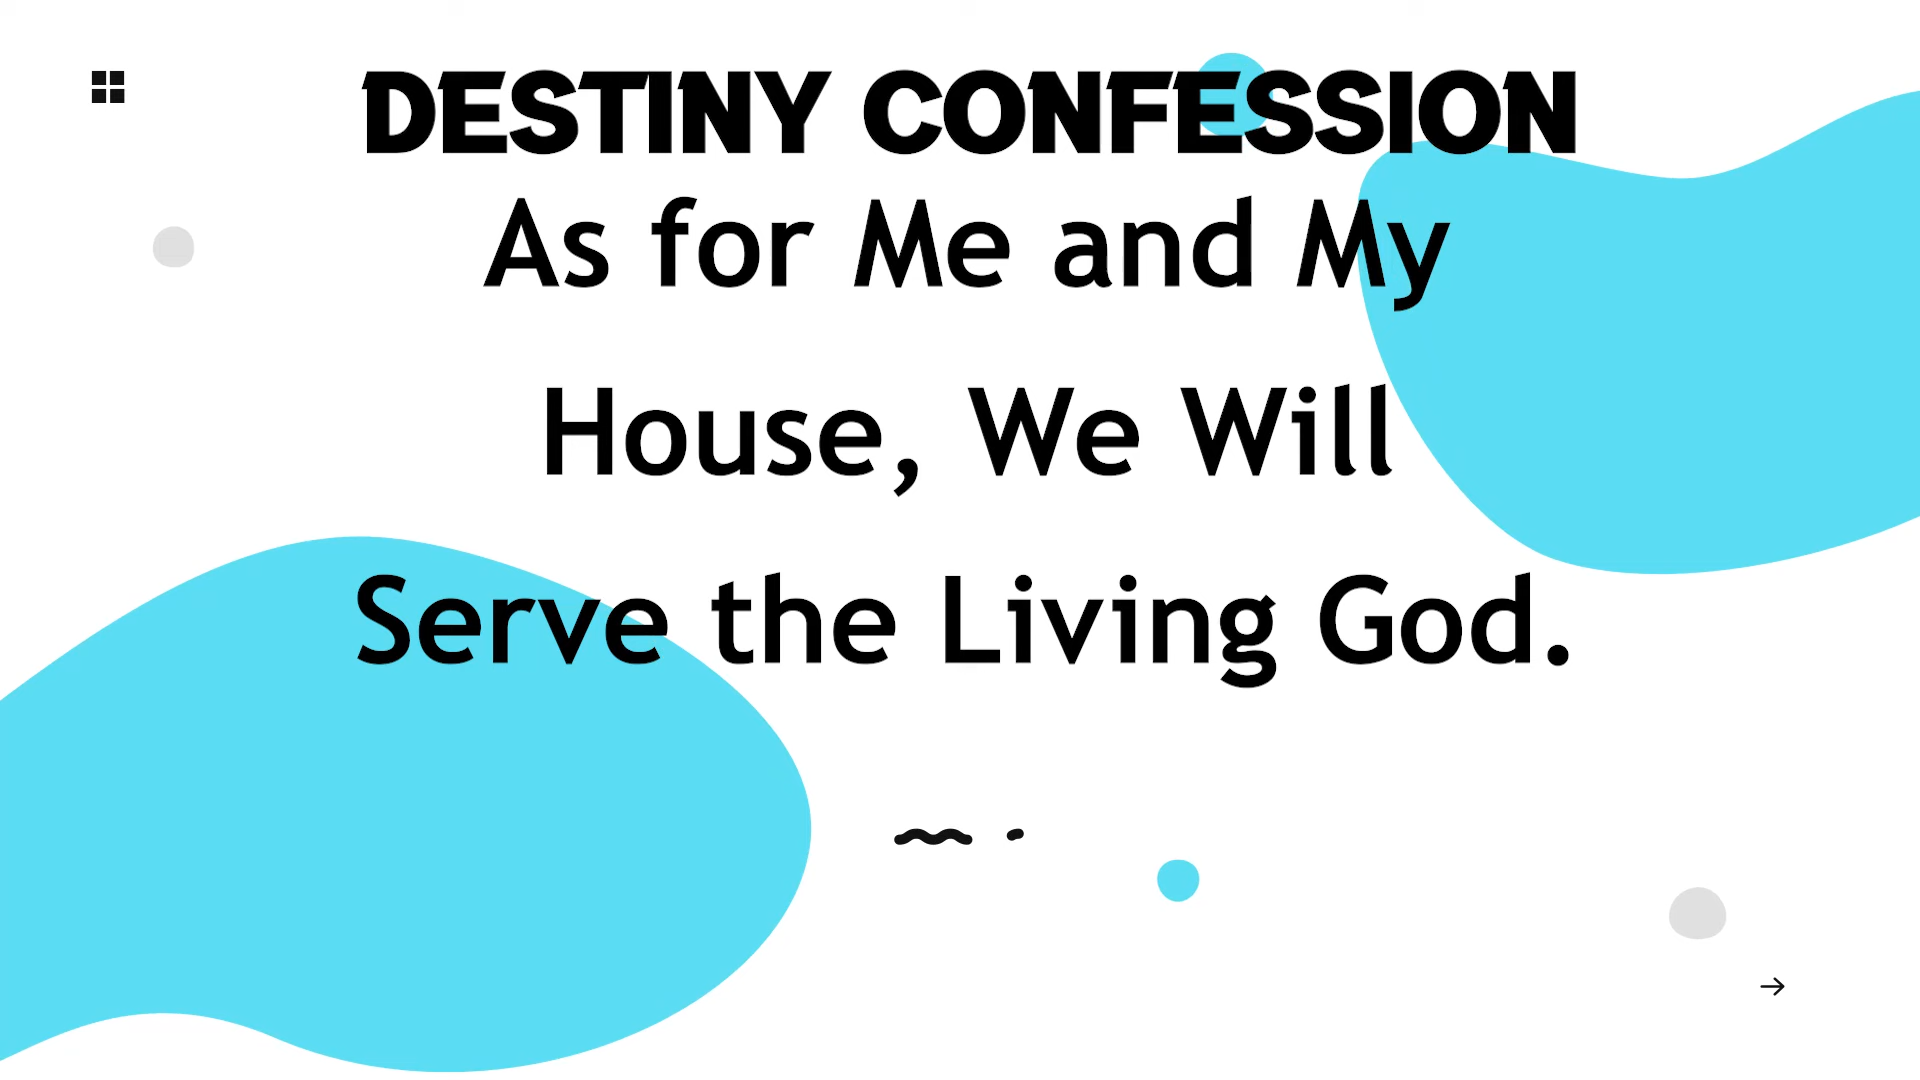 DESTINY CONFESSION
As for Me and My
House, We Will
Serve the Living God.